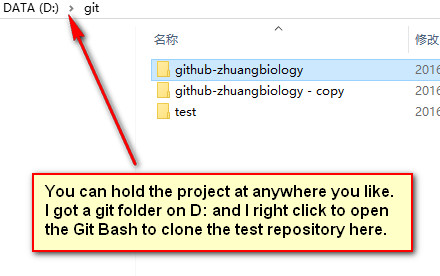 DATA (D:) › git
名称 修改
github-zhuangbiology 2016
github-zhuangbiology - copy 2016
test 2016
You can hold the project at anywhere you like.
I got a git folder on D: and I right click to open
the Git Bash to clone the test repository here.